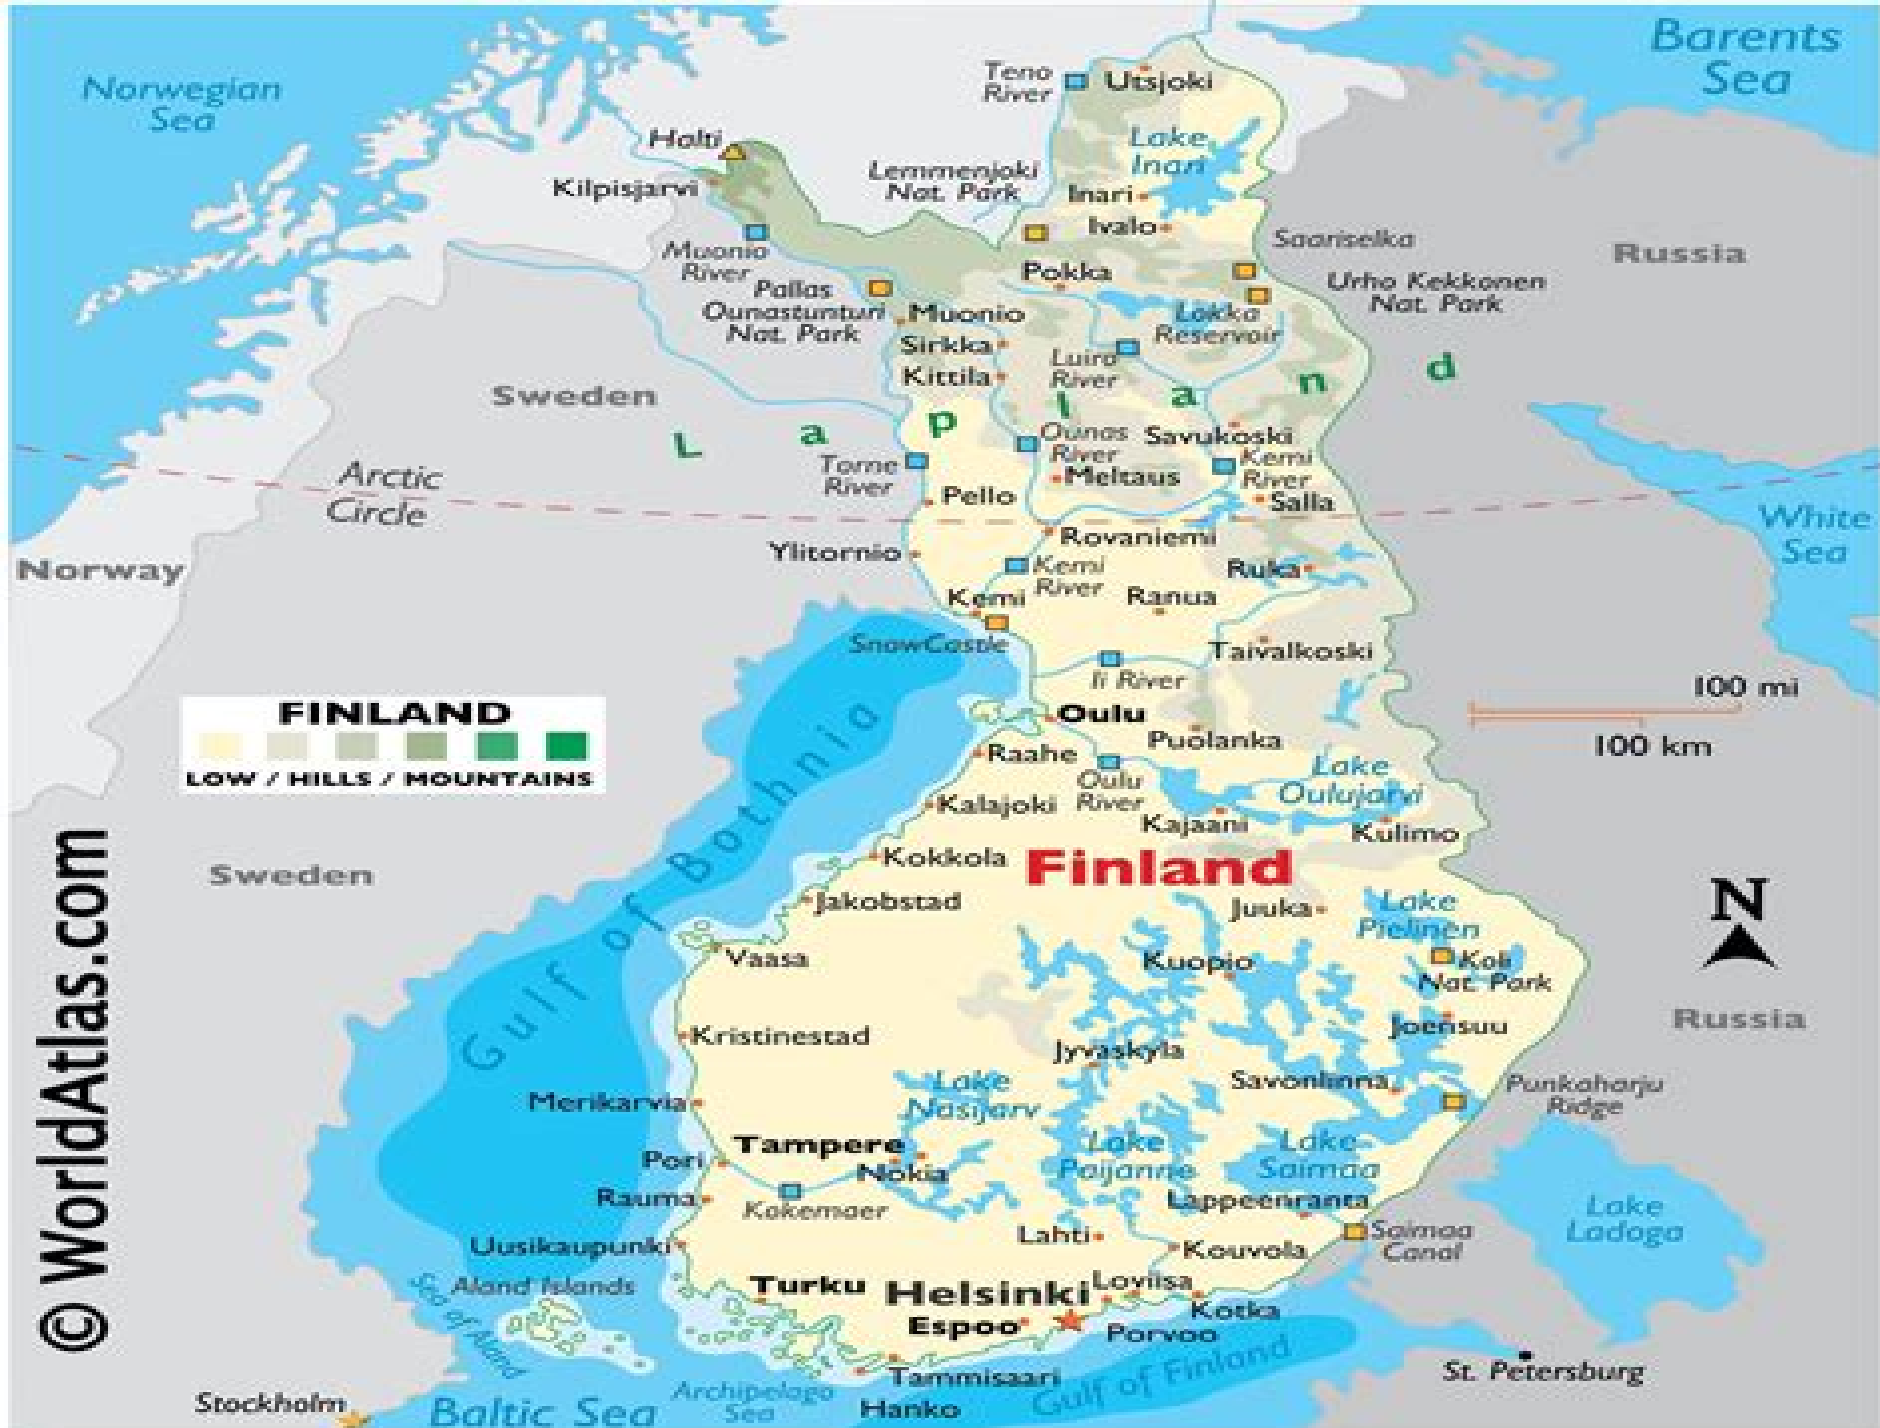 Barents
Sea
Norwegian
Sea
Teno
River
Utsjoki
Lake
Inari
Halti
Kilpisjarvi
Lemmenjoki
Nat. Park
Inari
Ivalo
Saariselka
Russia
Muonio
River
Pokka
Urho Kekkonen
Nat. Park
Pallas
Ounastunturi
Nat. Park
Muonio
Lokka
Reservoir
Sirkka
Luiro
River
Kittila
Sweden
L a p l a n d
Ounas
River
Savukoski
Arctic
Circle
Torne
River
Kemi
River
Meltaus
Pello
Salla
White
Sea
Rovaniemi
Ylitornio
Norway
Kemi
River
Ruka
Kemi
Ranua
SnowCastle
Taivalkoski
Ii River
100 mi
100 km
FINLAND
LOW / HILLS / MOUNTAINS
Oulu
Puolanka
Raahe
Oulu
River
Lake
Oulujarvi
Kalajoki
Kajaani
Kulimo
Gulf of Bothnia
Sweden
Kokkola
Finland
Jakobstad
Juuka
Lake
Pielinen
N
Vaasa
Kuopio
Koli
Nat. Park
Russia
Kristinestad
Joensuu
Jyvaskyla
Lake
Nasijarv
Savonlinna
Punkaharju
Ridge
Merikarvia
Tampere
Lake
Paijanne
Lake
Saimaa
Pori
Nokia
Rauma
Kokemaer
Lappeenranta
Lake
Ladoga
Lahti
Saimaa
Canal
Uusikaupunki
Kouvola
Aland Islands
Sea of Aland
Turku
Helsinki
Loviisa
Kotka
Espoo
Porvoo
Gulf of Finland
St. Petersburg
Tammisaari
Archipelago
Sea
Hanko
Stockholm
Baltic Sea
© WorldAtlas.com